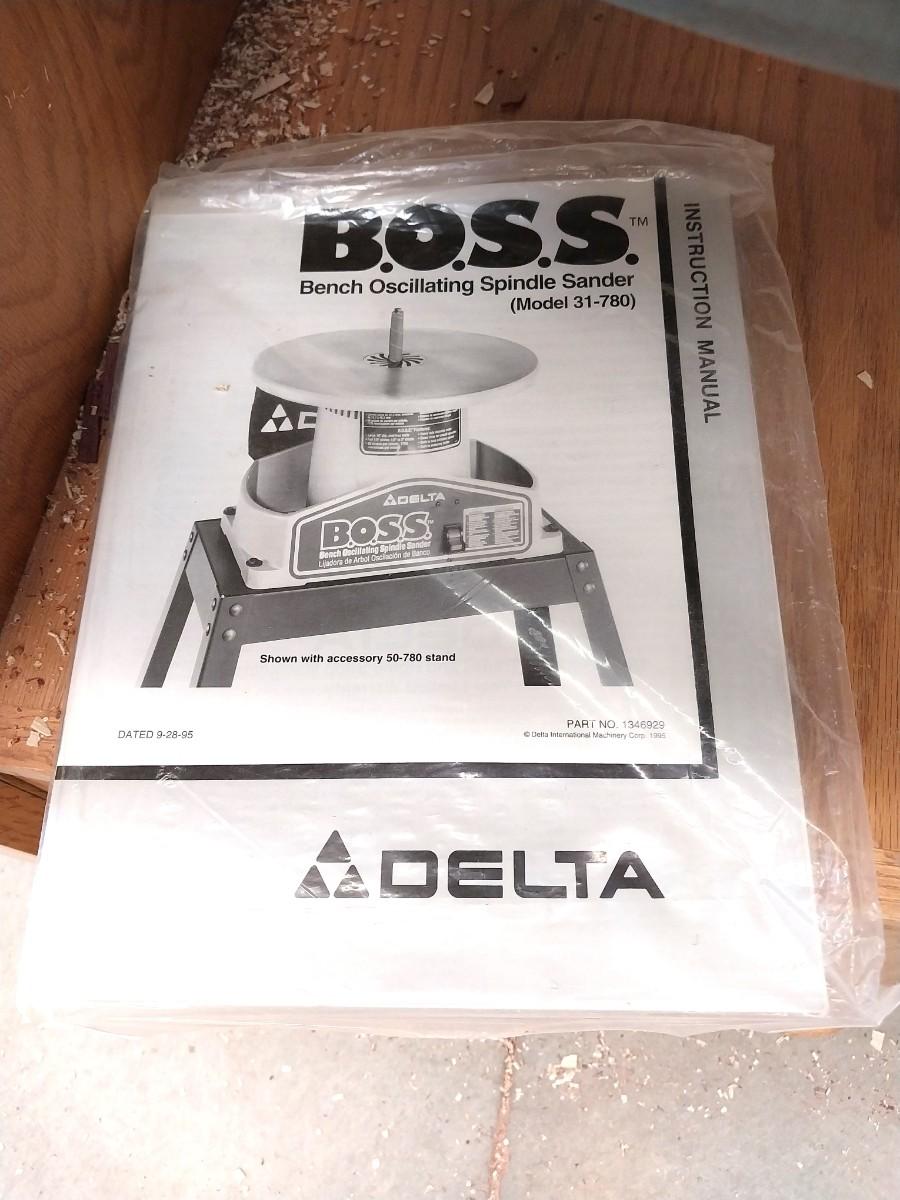 B.O.S.S.™
Bench Oscillating Spindle Sander
(Model 31-780)
INSTRUCTION MANUAL
DELTA
B.O.S.S.™
Bench Oscillating Spindle Sander
Lijadora de Arbol Oscilación de Banco
Shown with accessory 50-780 stand
DATED 9-28-95
PART NO. 1346929
© Delta International Machinery Corp. 1995
DELTA